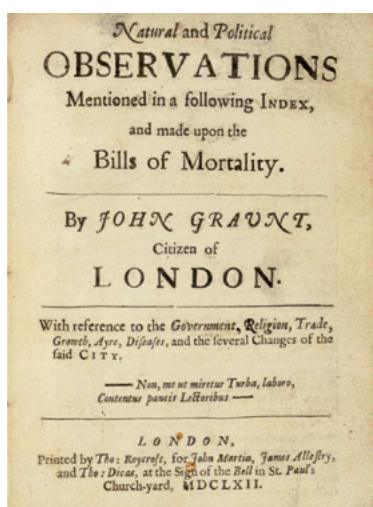 Natural and Political
OBSERVATIONS
Mentioned in a following INDEX,
and made upon the
Bills of Mortality.
By JOHN GRAUNT,
Citizen of
LONDON.
With reference to the Government, Religion, Trade,
Growth, Ayre, Diſeaſes, and the ſeveral Changes of the
ſaid CITY.
—— Non, me ut miretur Turba, laboro,
Contentus paucis Lectoribus ——
LONDON,
Printed by Tho: Roycroft, for John Martin, James Alleſtry,
and Tho: Dicas, at the Sign of the Bell in St. Paul's
Church-yard, MDCLXII.